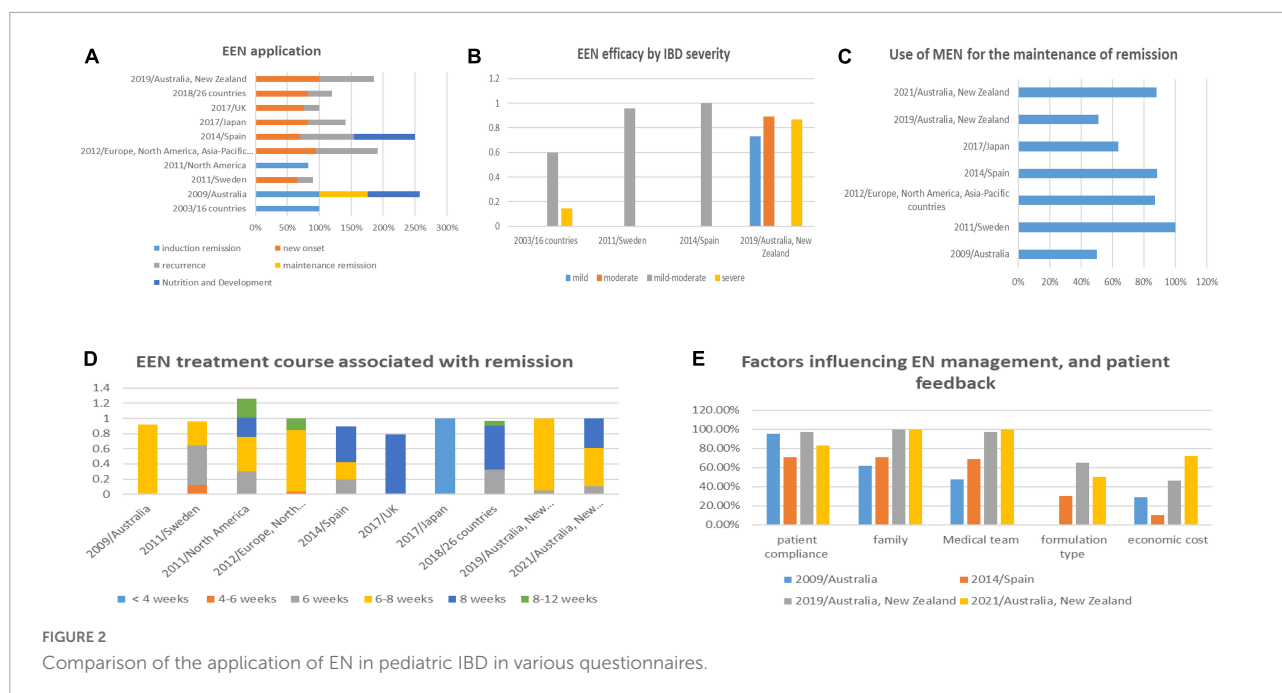 A
EEN application
2019/Australia, New Zealand
2018/26 countries
2017/UK
2017/Japan
2014/Spain
2012/Europe, North America, Asia-Pacific...
2011/North America
2011/Sweden
2009/Australia
2003/16 countries
0% 50% 100% 150% 200% 250% 300%
induction remission new onset
recurrence maintenance remission
Nutrition and Development
B
EEN efficacy by IBD severity
1.2
1
0.8
0.6
0.4
0.2
0
2003/16 countries 2011/Sweden 2014/Spain 2019/Australia, New
Zealand
mild moderate mild-moderate severe
C
Use of MEN for the maintenance of remission
2021/Australia, New Zealand
2019/Australia, New Zealand
2017/Japan
2014/Spain
2012/Europe, North America, Asia-Pacific
countries
2011/Sweden
2009/Australia
0% 20% 40% 60% 80% 100% 120%
D
EEN treatment course associated with remission
1.4
1.2
1
0.8
0.6
0.4
0.2
0
2009/Australia
2011/Sweden
2011/North America
2012/Europe, North...
2014/Spain
2017/UK
2017/Japan
2018/26 countries
2019/Australia, New...
2021/Australia, New...
< 4 weeks 4-6 weeks 6 weeks 6-8 weeks 8 weeks 8-12 weeks
E
Factors influencing EN management, and patient
feedback
120.00%
100.00%
80.00%
60.00%
40.00%
20.00%
0.00%
patient family Medical team formulation economic cost
compliance type
2009/Australia 2014/Spain
2019/Australia, New Zealand 2021/Australia, New Zealand
FIGURE 2
Comparison of the application of EN in pediatric IBD in various questionnaires.